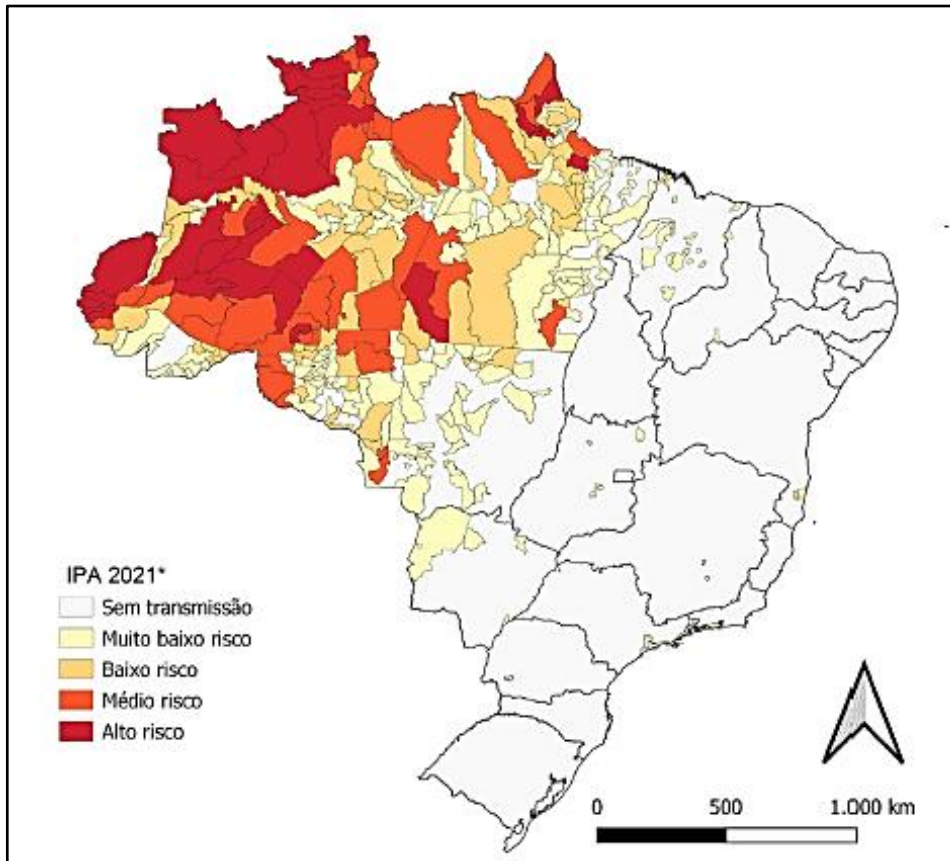 IPA 2021*
Sem transmissão
Muito baixo risco
Baixo risco
Médio risco
Alto risco
0 500 1.000 km